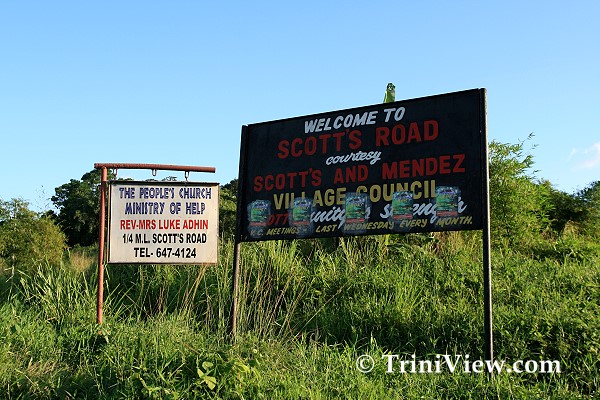 THE PEOPLE'S CHURCH
MINISTRY OF HELP
REV-MRS LUKE ADHIN
1/4 M.L. SCOTT'S ROAD
TEL- 647-4124
WELCOME TO
SCOTT'S ROAD
courtesy
SCOTT'S AND MENDEZ
VILLAGE COUNCIL
V.C. MEETINGS LAST WEDNESDAY EVERY MONTH.
© TriniView.com